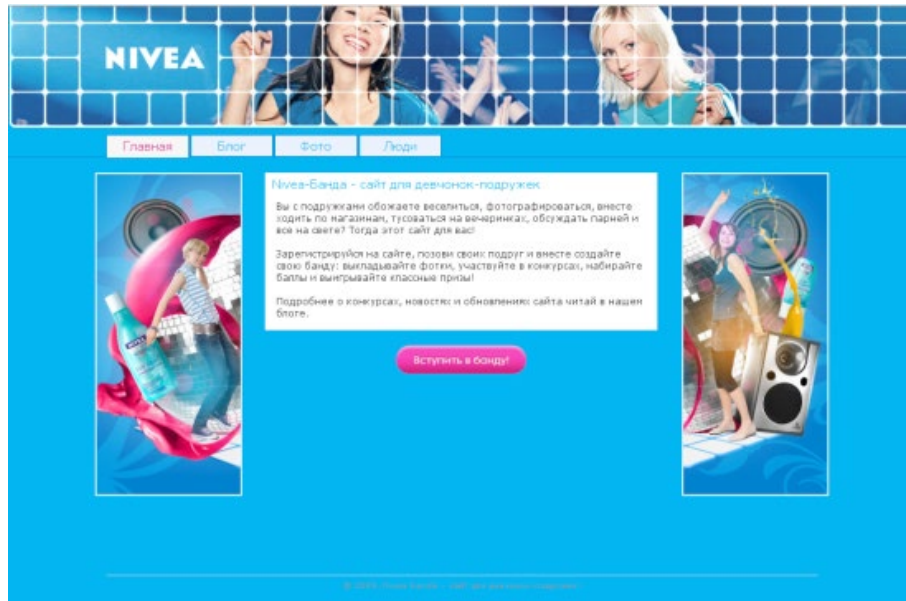 NIVEA
Главная Блог Фото Люди
Nivea-Банда - сайт для девчонок-подружек
Вы с подружками обожаете веселиться, фотографироваться, вместе
ходить по магазинам, тусоваться на вечеринках, обсуждать парней и
все на свете? Тогда этот сайт для вас!
Зарегистрируйся на сайте, позови своих подруг и вместе создайте
свою банду: выкладывайте фотки, участвуйте в конкурсах, набирайте
баллы и выигрывайте классные призы!
Подробнее о конкурсах, новостях и обновлениях сайта читай в нашем
блоге.
NIVEA
Вступить в банду!